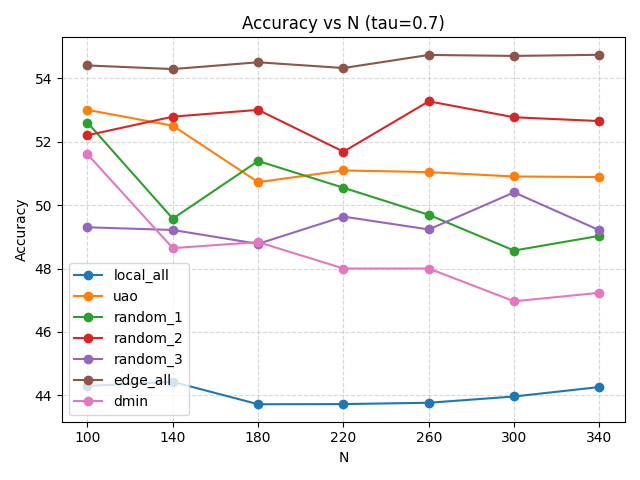 Accuracy vs N (tau=0.7)
Accuracy
54
52
50
48
46
44
local_all
uao
random_1
random_2
random_3
edge_all
dmin
100 140 180 220 260 300 340
N